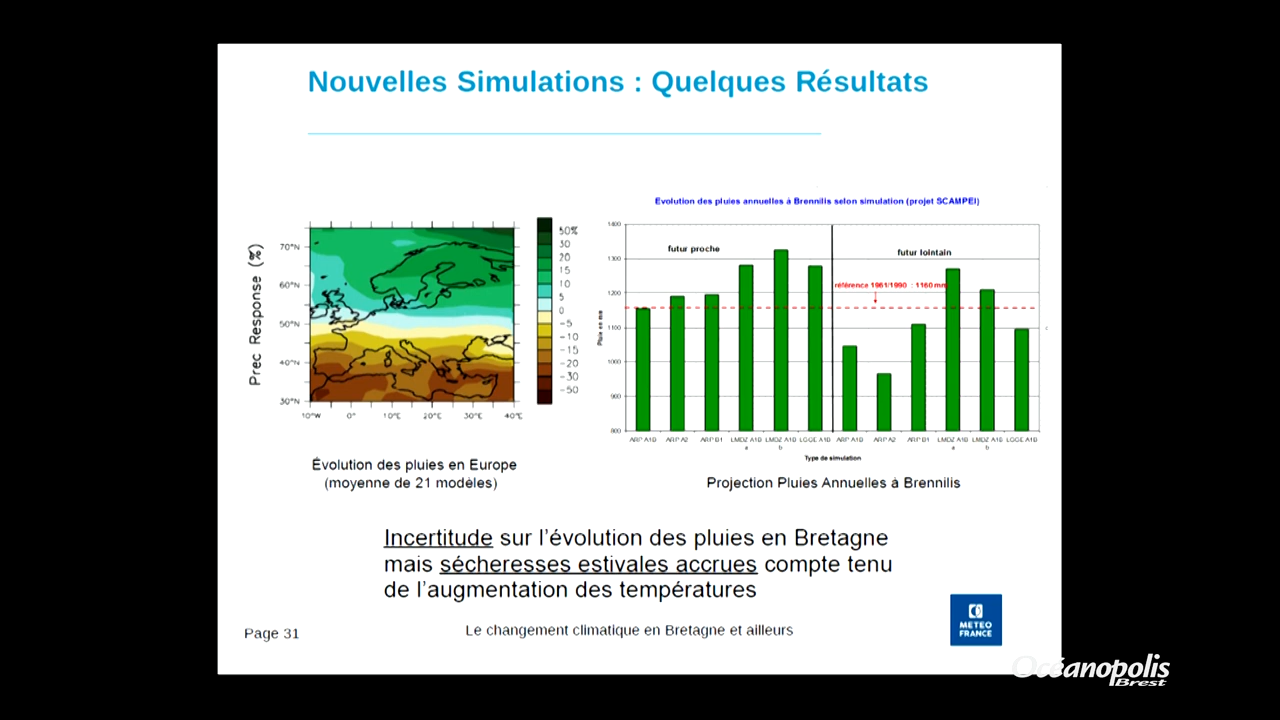 Nouvelles Simulations : Quelques Résultats
Prec Response (%)
70°N
60°N
50°N
40°N
30°N
10°W 0° 10°E 20°E 30°E 40°E
50%
30
20
15
10
5
0
−5
−10
−15
−20
−30
−50
Évolution des pluies en Europe
(moyenne de 21 modèles)
Evolution des pluies annuelles à Brennilis selon simulation (projet SCAMPEI)
Pluie en mm
1400
1300
1200
1100
1000
900
800
futur proche
futur lointain
référence 1961/1990 : 1160 mm
ARP A1B ARP A2 ARP B1 LMDZ A1B a LMDZ A1B b LGGE A1B ARP A1B ARP A2 ARP B1 LMDZ A1B a LMDZ A1B b LGGE A1B
Type de simulation
Projection Pluies Annuelles à Brennilis
Incertitude sur l'évolution des pluies en Bretagne
mais sécheresses estivales accrues compte tenu
de l'augmentation des températures
Page 31
Le changement climatique en Bretagne et ailleurs
METEO
FRANCE
Océanopolis
Brest